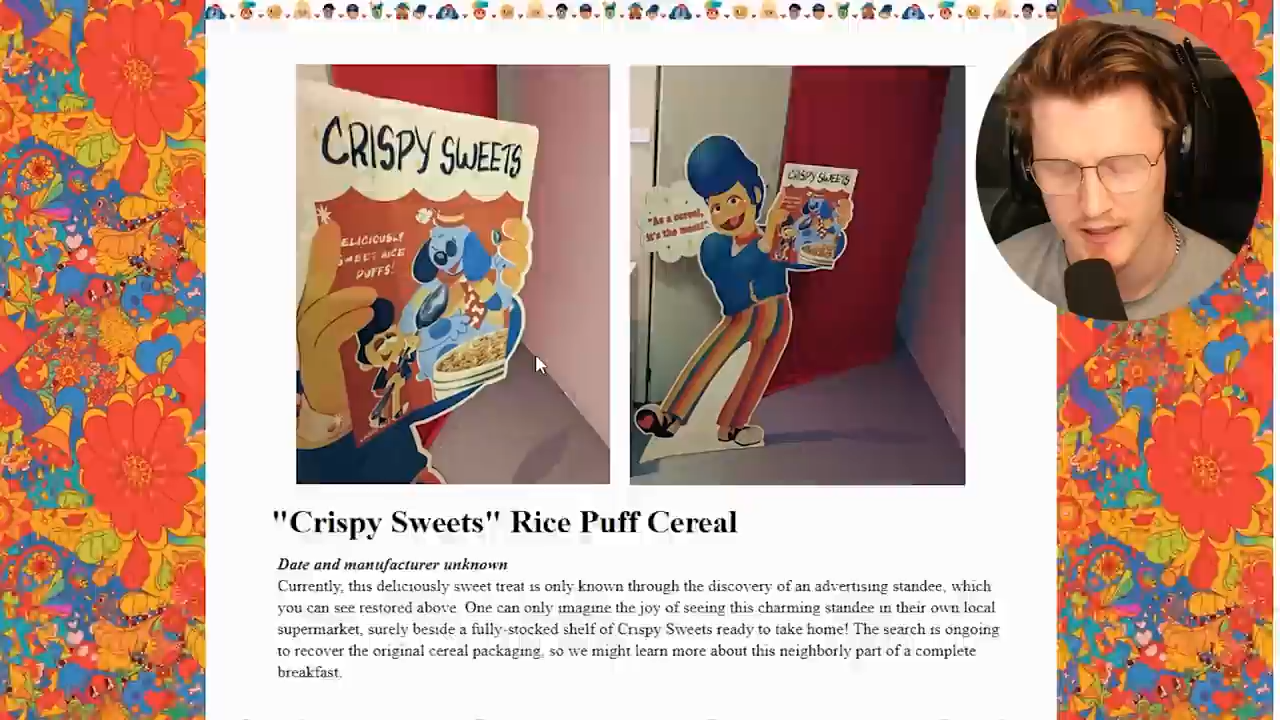 CRISPY SWEETS
DELICIOUSLY
SWEET RICE
PUFFS!
CRISPY SWEETS
"As a cereal,
it's the most!"
"Crispy Sweets" Rice Puff Cereal
Date and manufacturer unknown
Currently, this deliciously sweet treat is only known through the discovery of an advertising standee, which
you can see restored above. One can only imagine the joy of seeing this charming standee in their own local
supermarket, surely beside a fully-stocked shelf of Crispy Sweets ready to take home! The search is ongoing
to recover the original cereal packaging, so we might learn more about this neighborly part of a complete
breakfast.